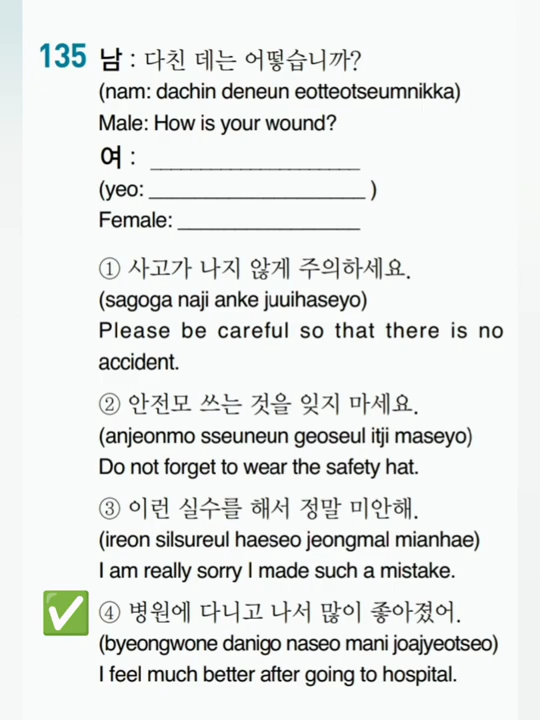 135 남 : 다친 데는 어떻습니까?
(nam: dachin deneun eotteotseumnikka)
Male: How is your wound?
여 : ____________________
(yeo: ____________________ )
Female: ____________________
① 사고가 나지 않게 주의하세요.
(sagoga naji anke juuihaseyo)
Please be careful so that there is no
accident.
② 안전모 쓰는 것을 잊지 마세요.
(anjeonmo sseuneun geoseul itji maseyo)
Do not forget to wear the safety hat.
③ 이런 실수를 해서 정말 미안해.
(ireon silsureul haeseo jeongmal mianhae)
I am really sorry I made such a mistake.
④ 병원에 다니고 나서 많이 좋아졌어.
(byeongwone danigo naseo mani joajyeotseo)
I feel much better after going to hospital.